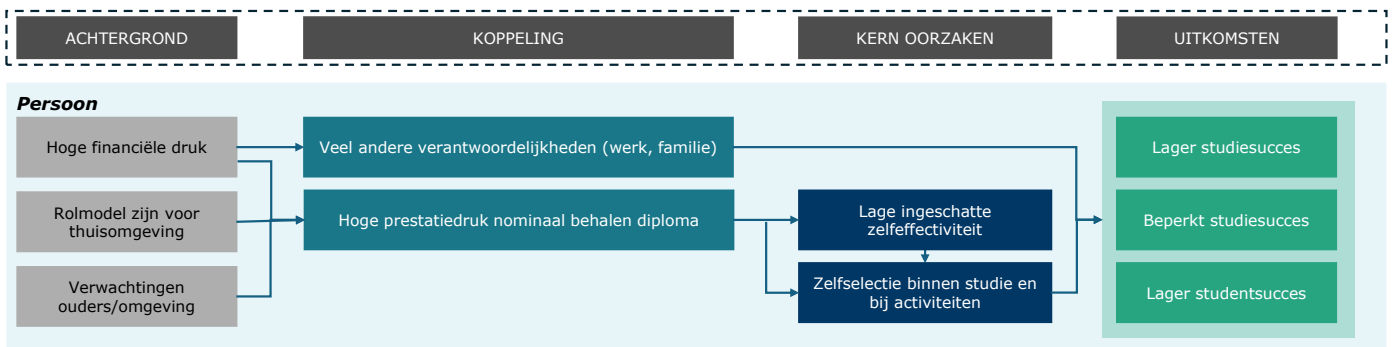 ACHTERGROND
KOPPELING
KERN OORZAKEN
UITKOMSTEN
Persoon
Hoge financiële druk
Veel andere verantwoordelijkheden (werk, familie)
Lager studiesucces
Rolmodel zijn voor
thuisomgeving
Hoge prestatiedruk nominaal behalen diploma
Lage ingeschatte
zelfeffectiviteit
Beperkt studiesucces
Verwachtingen
ouders/omgeving
Zelfselectie binnen studie en
bij activiteiten
Lager studentsucces